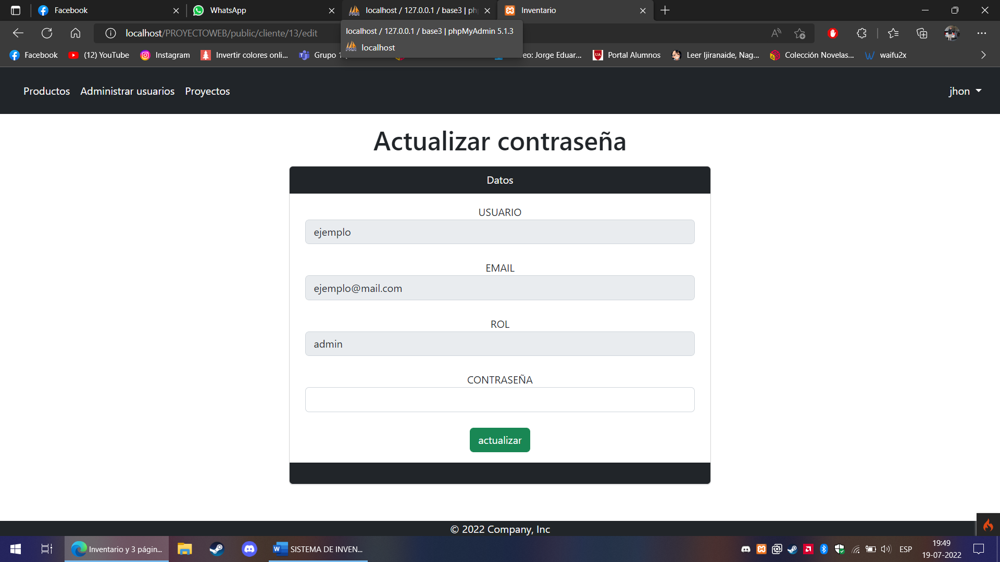 Facebook
WhatsApp
localhost / 127.0.0.1 / base3 | ph
Inventario
localhost/PROYECTOWEB/public/cliente/13/edit
localhost / 127.0.0.1 / base3 | phpMyAdmin 5.1.3
localhost
Facebook
(12) YouTube
Instagram
Invertir colores onli...
Grupo
eo: Jorge Eduar...
Portal Alumnos
Leer Ijiranaide, Nag...
Colección Novelas...
waifu2x
Productos
Administrar usuarios
Proyectos
jhon
Actualizar contraseña
Datos
USUARIO
ejemplo
EMAIL
ejemplo@mail.com
ROL
admin
CONTRASEÑA
actualizar
© 2022 Company, Inc
Inventario y 3 págin...
SISTEMA DE INVEN...
ESP
19:49
19-07-2022